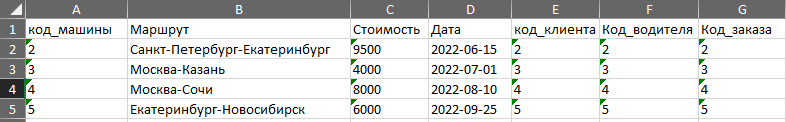 A B C D E F G
1 код_машины Маршрут Стоимость Дата код_клиента Код_водителя Код_заказа
2 2 Санкт-Петербург-Екатеринбург 9500 2022-06-15 2 2 2
3 3 Москва-Казань 4000 2022-07-01 3 3 3
4 4 Москва-Сочи 8000 2022-08-10 4 4 4
5 5 Екатеринбург-Новосибирск 6000 2022-09-25 5 5 5